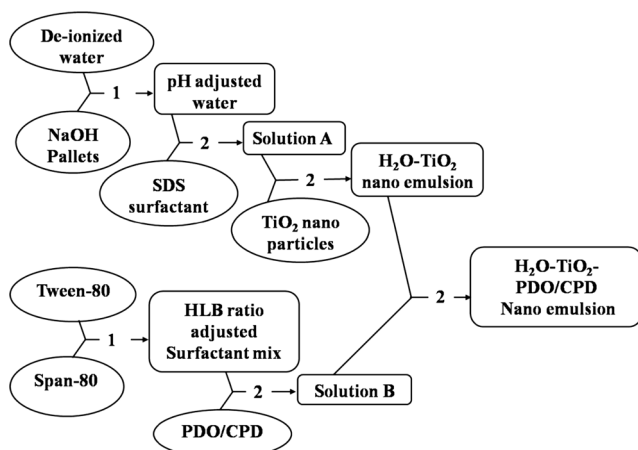 De-ionized
water
1
NaOH
Pallets
pH adjusted
water
2
SDS
surfactant
Solution A
2
TiO₂ nano
particles
H₂O-TiO₂
nano emulsion
Tween-80
1
Span-80
HLB ratio
adjusted
Surfactant mix
2
PDO/CPD
Solution B
2
H₂O-TiO₂-
PDO/CPD
Nano emulsion